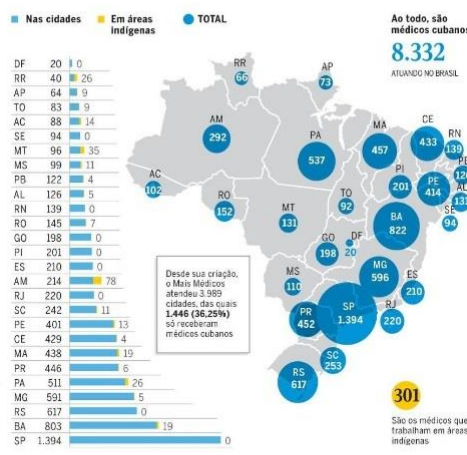 Nas cidades
Em áreas
indígenas
TOTAL
Ao todo, são
médicos cubanos
8.332
ATUANDO NO BRASIL
DF 20 0
RR 40 26
AP 64 9
TO 83 9
AC 88 14
SE 94 0
MT 96 35
MS 99 11
PB 122 4
AL 126 5
RN 139 0
RO 145 7
GO 198 0
PI 201 0
ES 210 0
AM 214 78
RJ 220 0
SC 242 11
PE 401 13
CE 429 4
MA 438 19
PR 446 6
PA 511 26
MG 591 5
RS 617 0
BA 803 19
SP 1.394 0
RR
66
AP
73
AM
292
PA
537
MA
457
CE
433
RN
139
PI
201
PE
414
AC
102
RO
152
TO
92
SE
94
MT
131
BA
822
GO
198
DF
20
MG
596
ES
210
MS
110
SP
1.394
RJ
220
PR
452
SC
253
RS
617
Desde sua criação,
o Mais Médicos
atendeu 3.989
cidades, das quais
1.446 (36,25%)
só receberam
médicos cubanos
301
São os médicos que
trabalham em áreas
indígenas